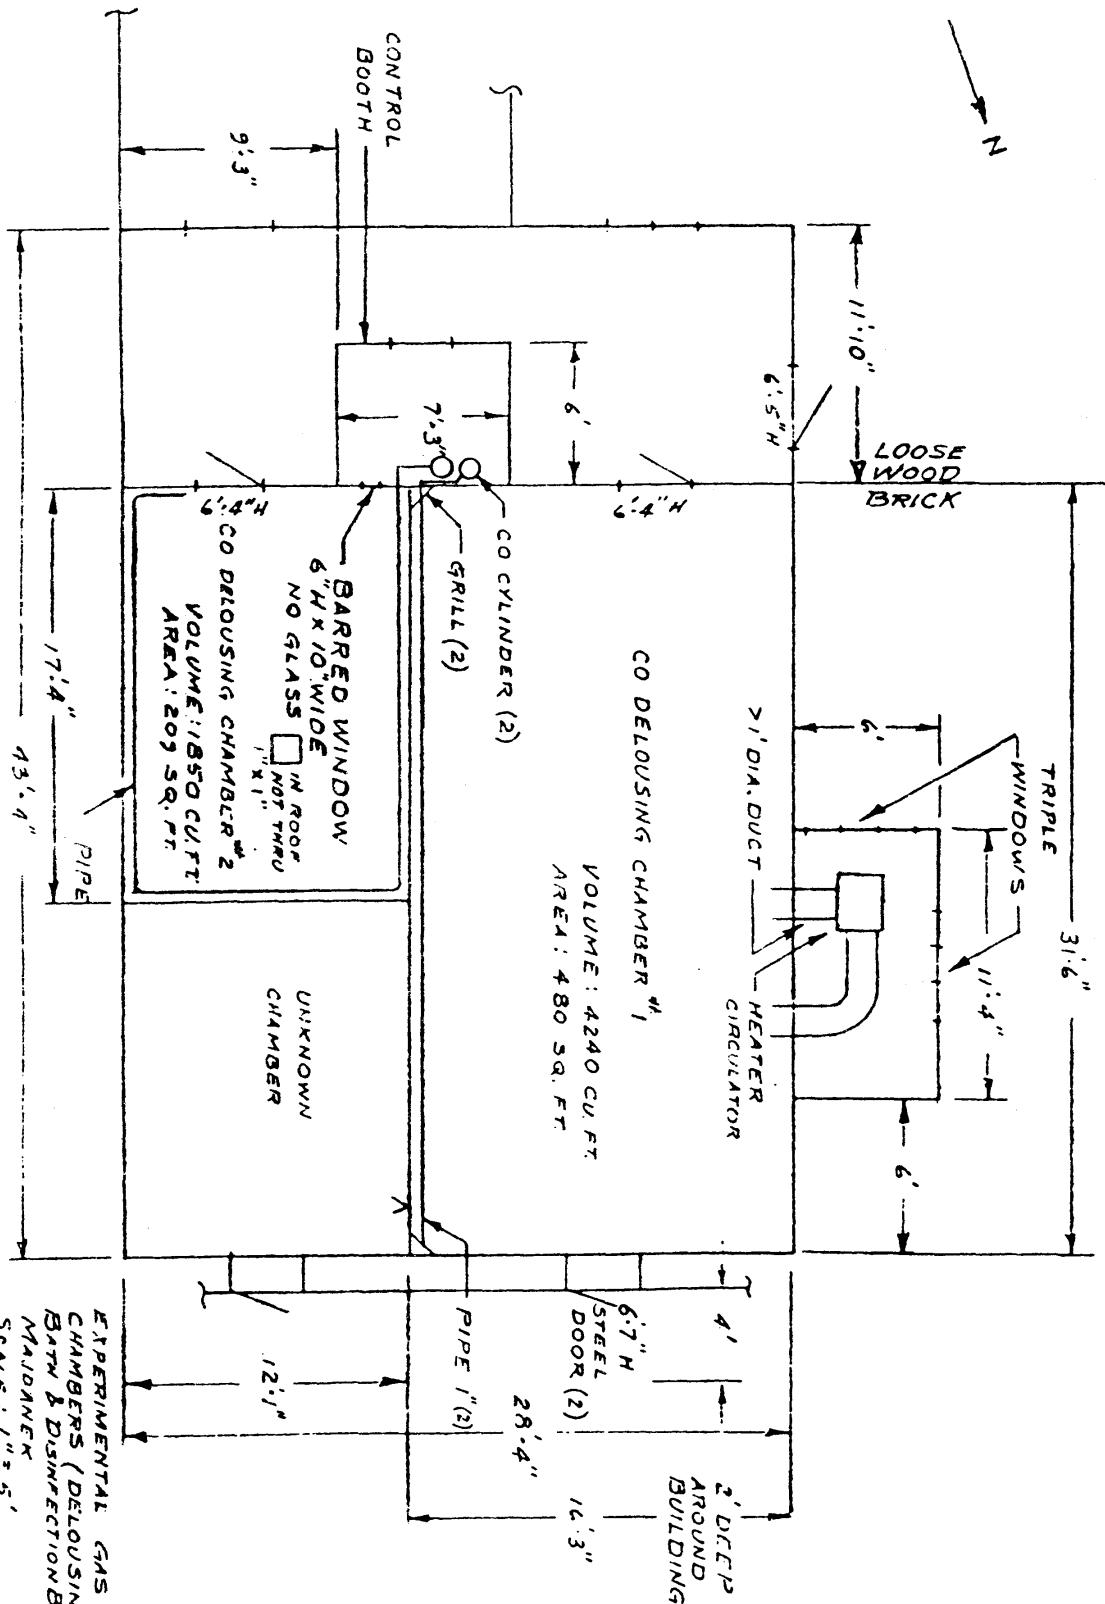 N
CONTROL
BOOTH
9'-3"
11'-10"
6'-5"H
6'
7'-3"
LOOSE
WOOD
BRICK
6'-4"H
6'-4"H
CO CYLINDER (2)
GRILL (2)
BARRED WINDOW
6"H X 10" WIDE
NO GLASS
IN ROOF
NOT THRU
1" X 1"
CO DELOUSING CHAMBER #2
VOLUME: 1850 CU. FT
AREA: 209 SQ. FT.
PIPE
17'-4"
43'-4"
CO DELOUSING CHAMBER #1
VOLUME: 4240 CU. FT.
AREA: 480 SQ. FT.
>1' DIA. DUCT
HEATER
CIRCULATOR
6'
TRIPLE
WINDOWS
11'-4"
31'-6"
6'
UNKNOWN
CHAMBER
PIPE 1" (2)
6'7" H
STEEL
DOOR (2)
4'
2' DEEP
AROUND
BUILDING
12'-1"
28'-4"
16'-3"
EXPERIMENTAL GAS
CHAMBERS (DELOUSIN
BATH & DISINFECTION B
MAJDANEK
SCALE: 1" = 5'